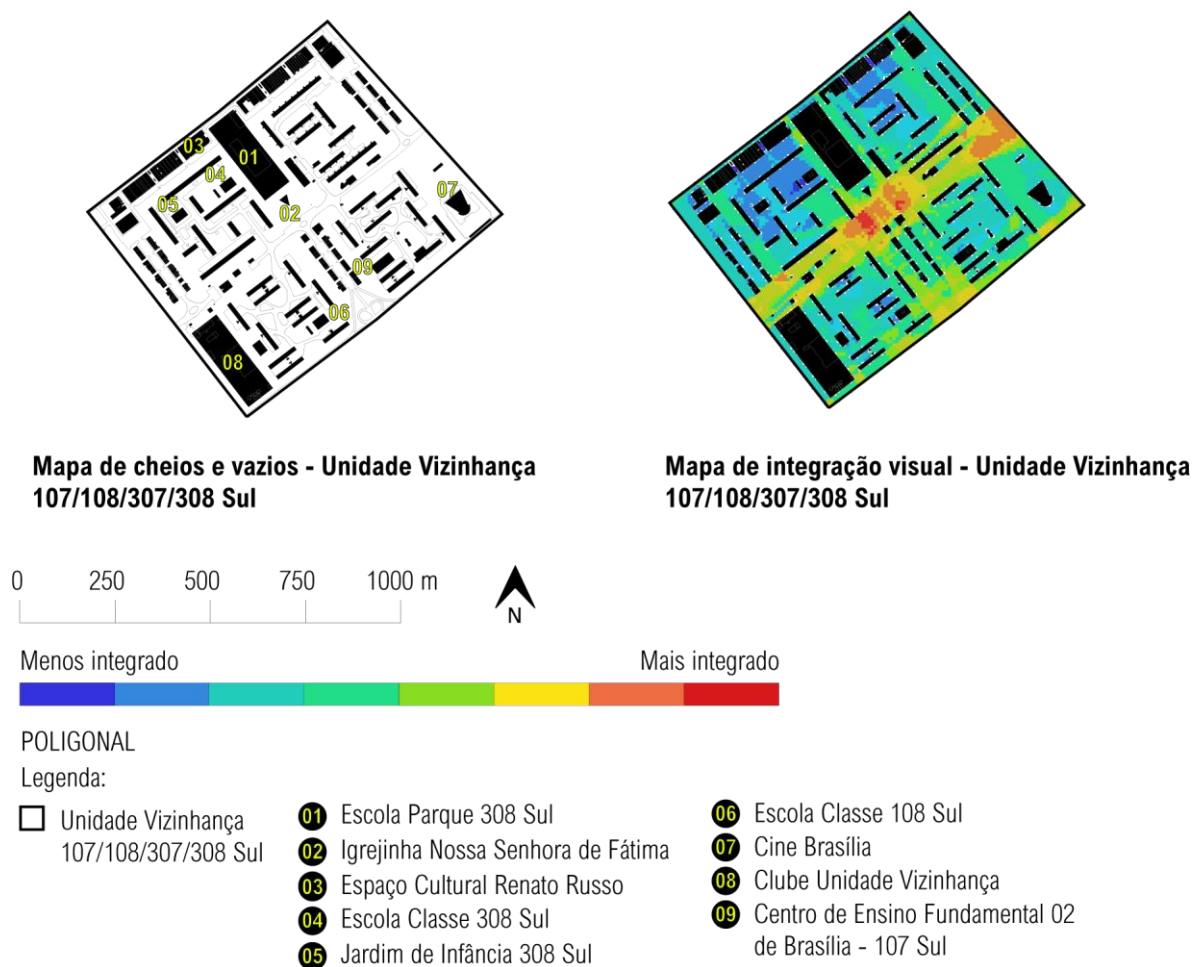 03
01
04
05
02
07
09
06
08
Mapa de cheios e vazios - Unidade Vizinhança
107/108/307/308 Sul
Mapa de integração visual - Unidade Vizinhança
107/108/307/308 Sul
0 250 500 750 1000 m
N
Menos integrado
Mais integrado
POLIGONAL
Legenda:
Unidade Vizinhança
107/108/307/308 Sul
01 Escola Parque 308 Sul
02 Igrejinha Nossa Senhora de Fátima
03 Espaço Cultural Renato Russo
04 Escola Classe 308 Sul
05 Jardim de Infância 308 Sul
06 Escola Classe 108 Sul
07 Cine Brasília
08 Clube Unidade Vizinhança
09 Centro de Ensino Fundamental 02
de Brasília - 107 Sul